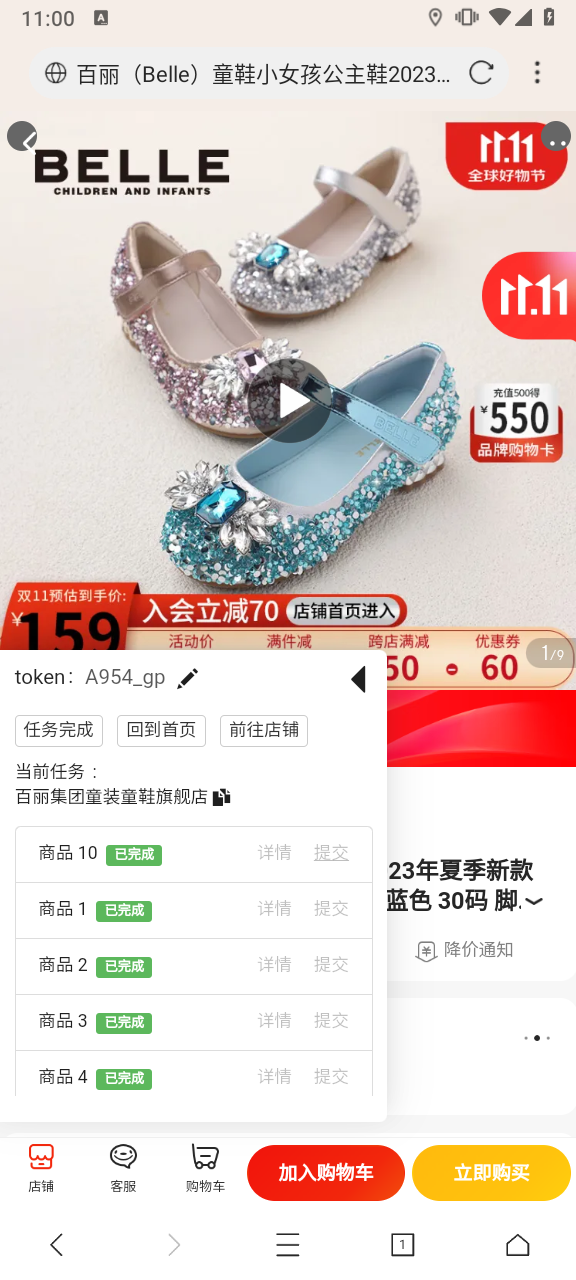 11:00
A
百丽（Belle）童鞋小女孩公主鞋2023...
BELLE
CHILDREN AND INFANTS
11.11
全球好物节
11.11
充值500得
¥550
品牌购物卡
BELLE
BELLE
双11预估到手价:
¥159
入会立减70 店铺首页进入
活动价 满件减 跨店满减 优惠券
50 - 60
1/9
token： A954_gp
任务完成 回到首页 前往店铺
当前任务 :
百丽集团童装童鞋旗舰店
商品 10 已完成 详情 提交
商品 1 已完成 详情 提交
商品 2 已完成 详情 提交
商品 3 已完成 详情 提交
商品 4 已完成 详情 提交
23年夏季新款
蓝色 30码 脚.
降价通知
店铺 客服 购物车 加入购物车 立即购买
1